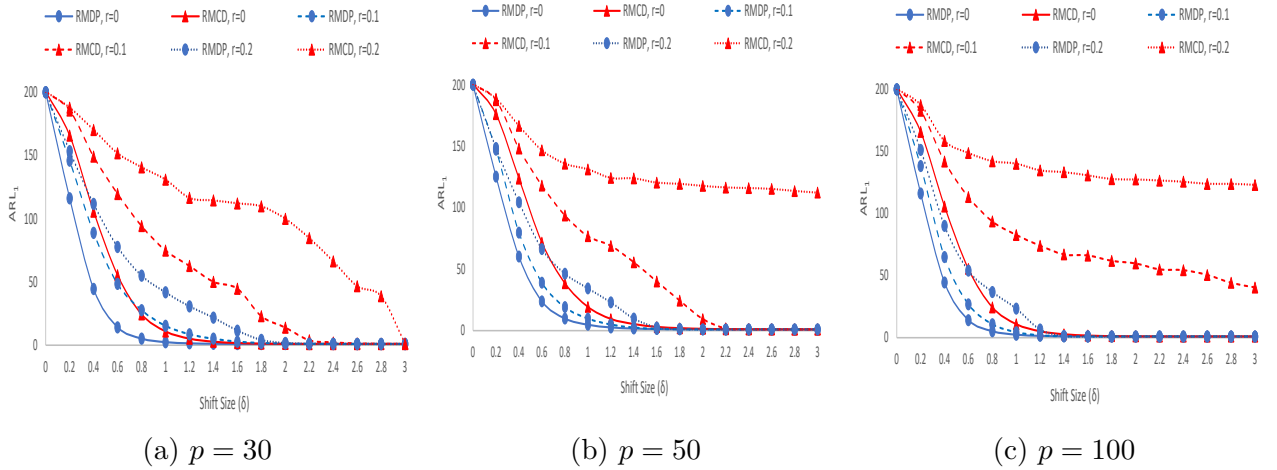 RMDP, r=0 RMCD, r=0 RMDP, r=0.1
RMCD, r=0.1 RMDP, r=0.2 RMCD, r=0.2
200
150
100
50
0
ARL1
0 0.2 0.4 0.6 0.8 1 1.2 1.4 1.6 1.8 2 2.2 2.4 2.6 2.8 3
Shift Size (δ)
(a) p = 30
RMDP, r=0 RMCD, r=0 RMDP, r=0.1
RMCD, r=0.1 RMDP, r=0.2 RMCD, r=0.2
200
150
100
50
0
ARL1
0 0.2 0.4 0.6 0.8 1 1.2 1.4 1.6 1.8 2 2.2 2.4 2.6 2.8 3
Shift Size (δ)
(b) p = 50
RMDP, r=0 RMCD, r=0 RMDP, r=0.1
RMCD, r=0.1 RMDP, r=0.2 RMCD, r=0.2
200
150
100
50
0
ARL1
0 0.2 0.4 0.6 0.8 1 1.2 1.4 1.6 1.8 2 2.2 2.4 2.6 2.8 3
Shift Size (δ)
(c) p = 100